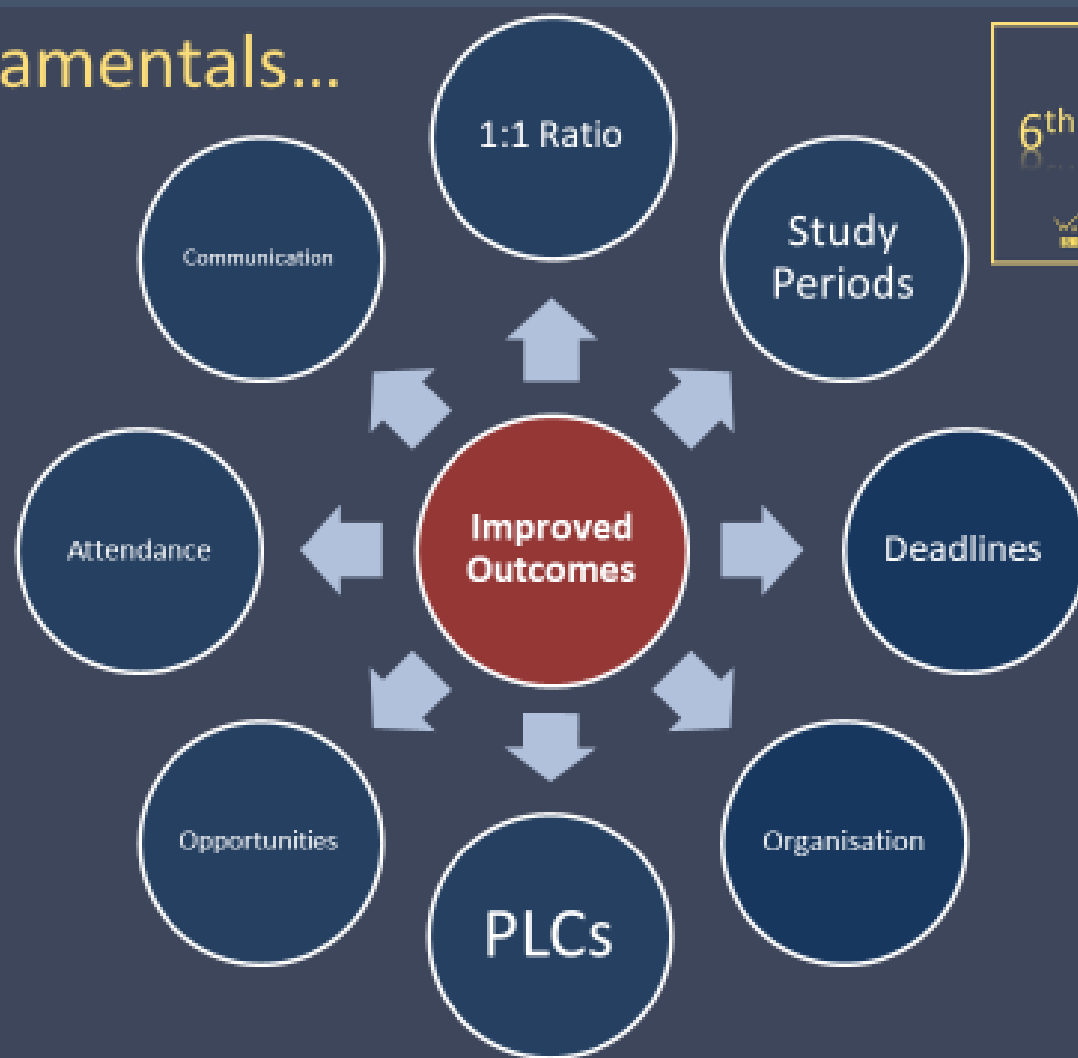 amentals...
1:1 Ratio
6th
Study
Periods
Communication
Attendance
Improved
Outcomes
Deadlines
Opportunities
PLCs
Organisation